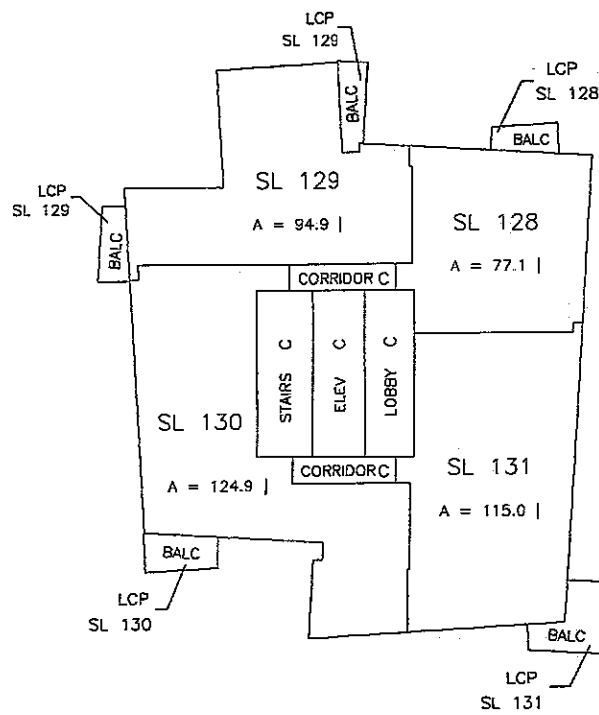 LCP
SL 129
BALC
LCP
SL 128
BALC
SL 129
A = 94.9 |
SL 128
A = 77.1 |
LCP
SL 129
BALC
CORRIDOR C
STAIRS C
ELEV C
LOBBY C
SL 130
A = 124.9 |
CORRIDOR C
SL 131
A = 115.0 |
BALC
LCP
SL 130
BALC
LCP
SL 131